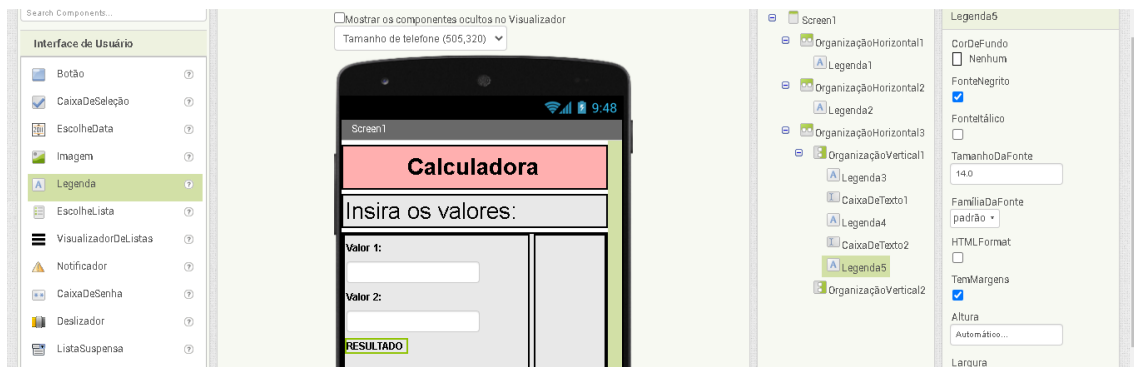 Search Components...
Interface de Usuário
Botão
CaixaDeSeleção
EscolheData
Imagem
Legenda
EscolheLista
VisualizadorDeListas
Notificador
CaixaDeSenha
Deslizador
ListaSuspensa
Mostrar os componentes ocultos no Visualizador
Tamanho de telefone (505,320)
9:48
Screen1
Calculadora
Insira os valores:
Valor 1:
Valor 2:
RESULTADO
Screen1
OrganizaçãoHorizontal1
Legenda1
OrganizaçãoHorizontal2
Legenda2
OrganizaçãoHorizontal3
OrganizaçãoVertical1
Legenda3
CaixaDeTexto1
Legenda4
CaixaDeTexto2
Legenda5
OrganizaçãoVertical2
Legenda5
CorDeFundo
Nenhum
FonteNegrito
FonteItálico
TamanhoDaFonte
14.0
FamíliaDaFonte
padrão
HTMLFormat
TemMargens
Altura
Automático...
Largura